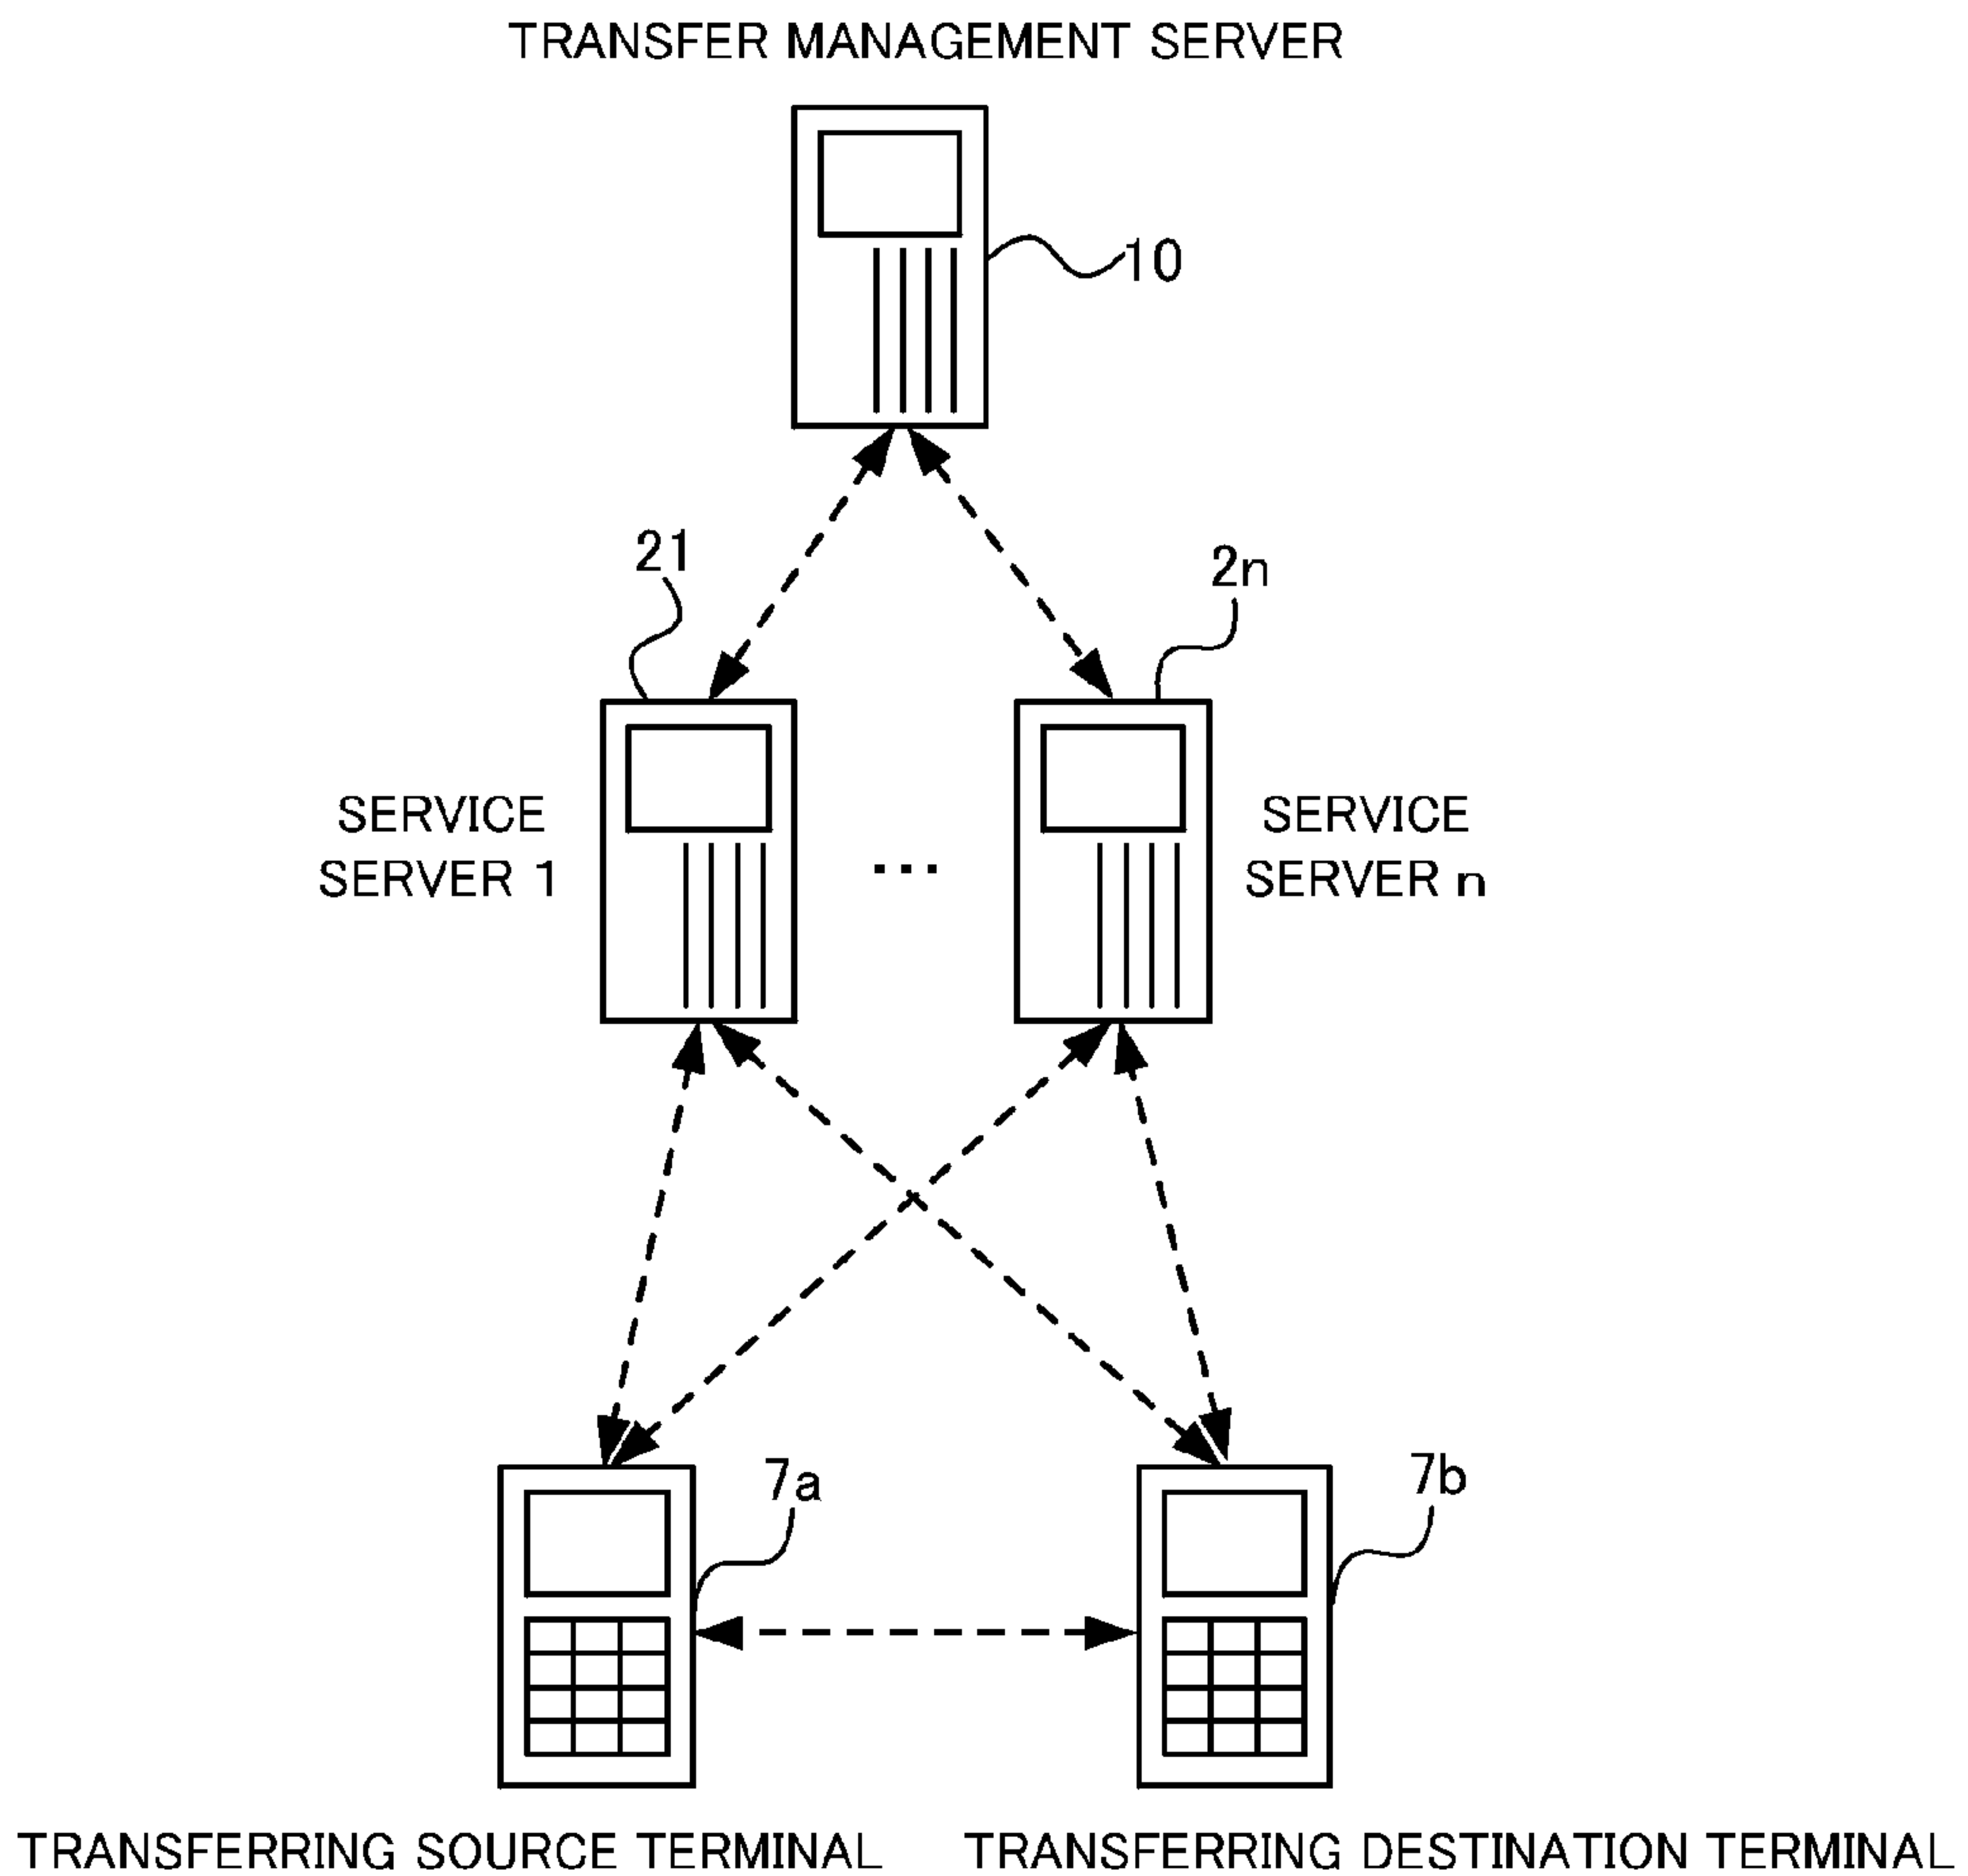 TRANSFER MANAGEMENT SERVER
10
21
2n
SERVICE
SERVER 1
...
SERVICE
SERVER n
7a
7b
TRANSFERRING SOURCE TERMINAL
TRANSFERRING DESTINATION TERMINAL